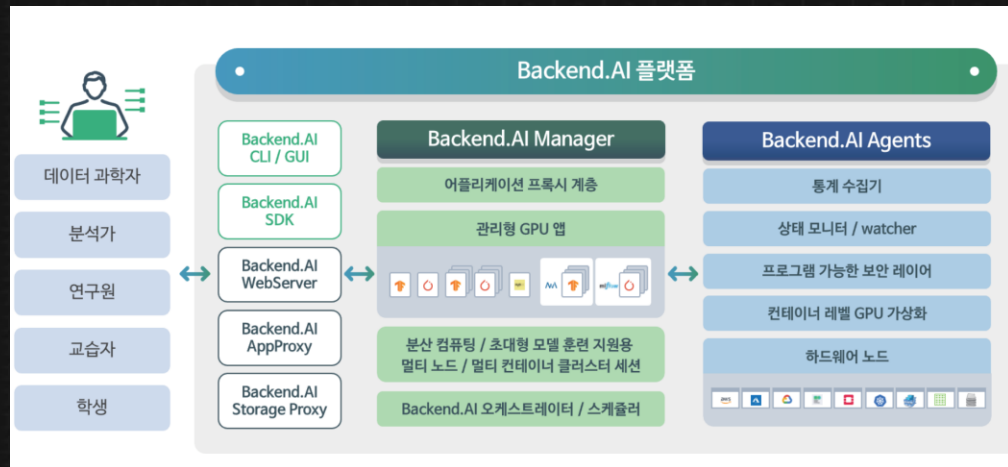 Backend.AI 플랫폼
데이터 과학자
분석가
연구원
교습자
학생
Backend.AI
CLI / GUI
Backend.AI
SDK
Backend.AI
WebServer
Backend.AI
AppProxy
Backend.AI
Storage Proxy
Backend.AI Manager
어플리케이션 프록시 계층
관리형 GPU 앱
분산 컴퓨팅 / 초대형 모델 훈련 지원용
멀티 노드 / 멀티 컨테이너 클러스터 세션
Backend.AI 오케스트레이터 / 스케쥴러
Backend.AI Agents
통계 수집기
상태 모니터 / watcher
프로그램 가능한 보안 레이어
컨테이너 레벨 GPU 가상화
하드웨어 노드
aws